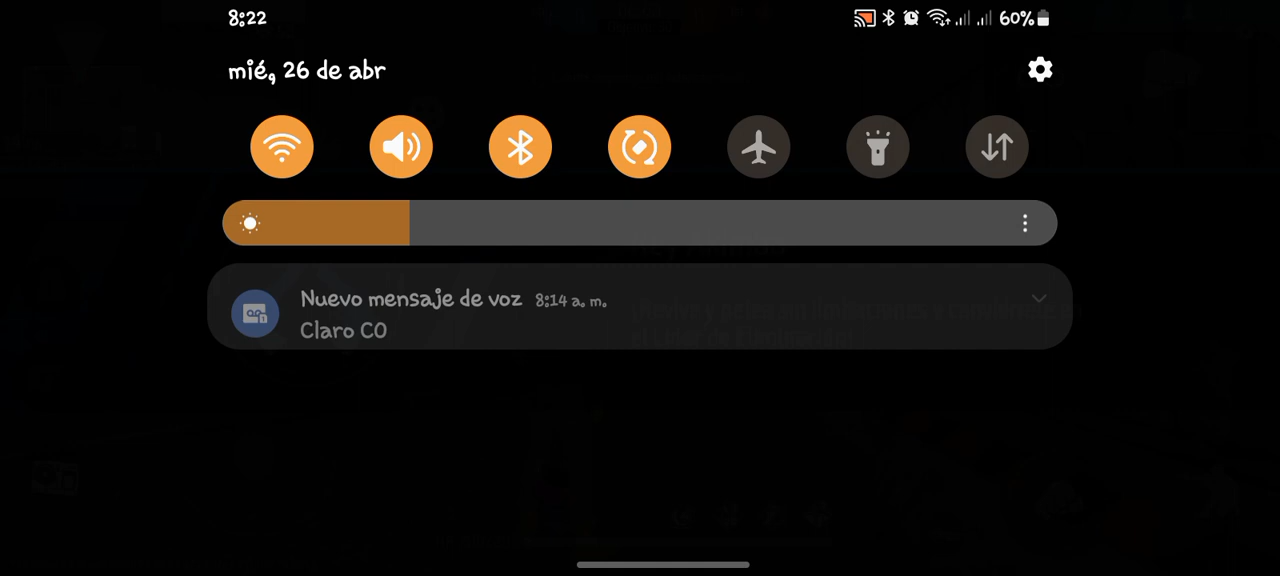 8:22
60%
mié, 26 de abr
Nuevo mensaje de voz 8:14 a. m.
Claro CO